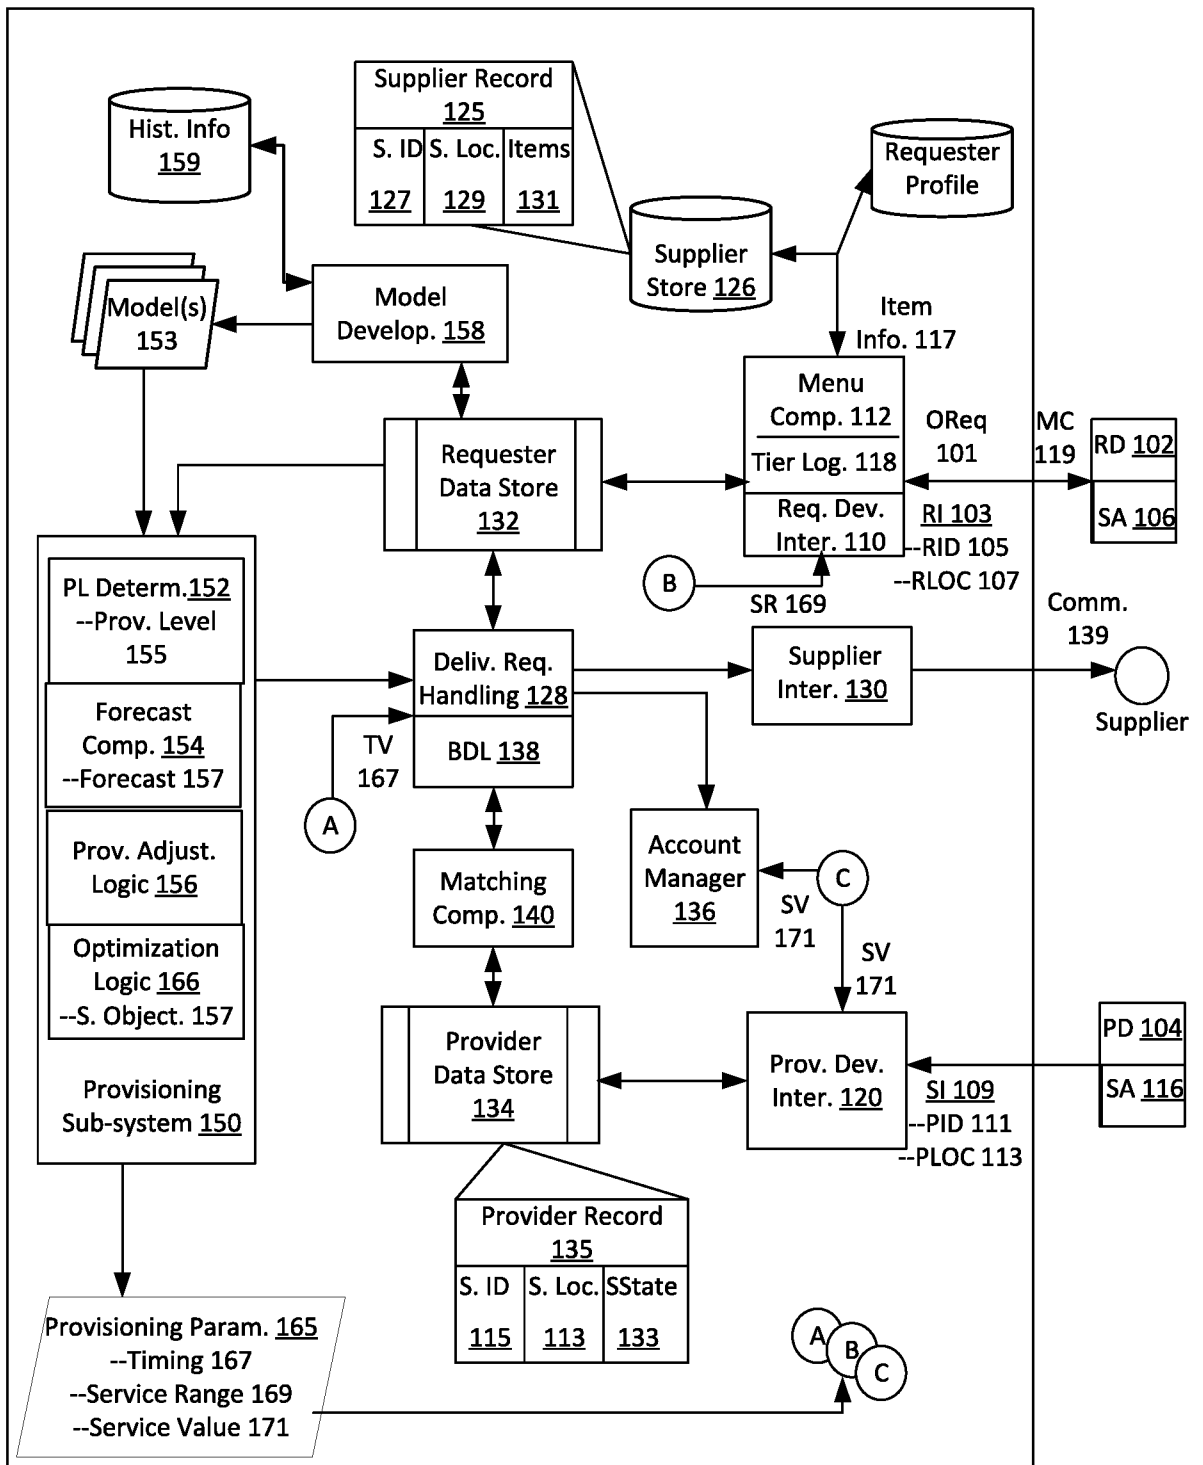 Supplier Record
125
S. ID
127
S. Loc.
129
Items
131
Hist. Info
159
Requester
Profile
Supplier
Store 126
Model(s)
153
Model
Develop. 158
Item
Info. 117
Menu
Comp. 112
Tier Log. 118
Req. Dev.
Inter. 110
OReq
101
MC
119
RD 102
SA 106
RI 103
--RID 105
--RLOC 107
Requester
Data Store
132
B
SR 169
PL Determ.152
--Prov. Level
155
Forecast
Comp. 154
--Forecast 157
Prov. Adjust.
Logic 156
Optimization
Logic 166
--S. Object. 157
Provisioning
Sub-system 150
Deliv. Req.
Handling 128
BDL 138
TV
167
A
Supplier
Inter. 130
Comm.
139
Supplier
Account
Manager
136
C
SV
171
SV
171
Matching
Comp. 140
Provider
Data Store
134
Prov. Dev.
Inter. 120
PD 104
SA 116
SI 109
--PID 111
--PLOC 113
Provider Record
135
S. ID
115
S. Loc.
113
SState
133
Provisioning Param. 165
--Timing 167
--Service Range 169
--Service Value 171
A
B
C